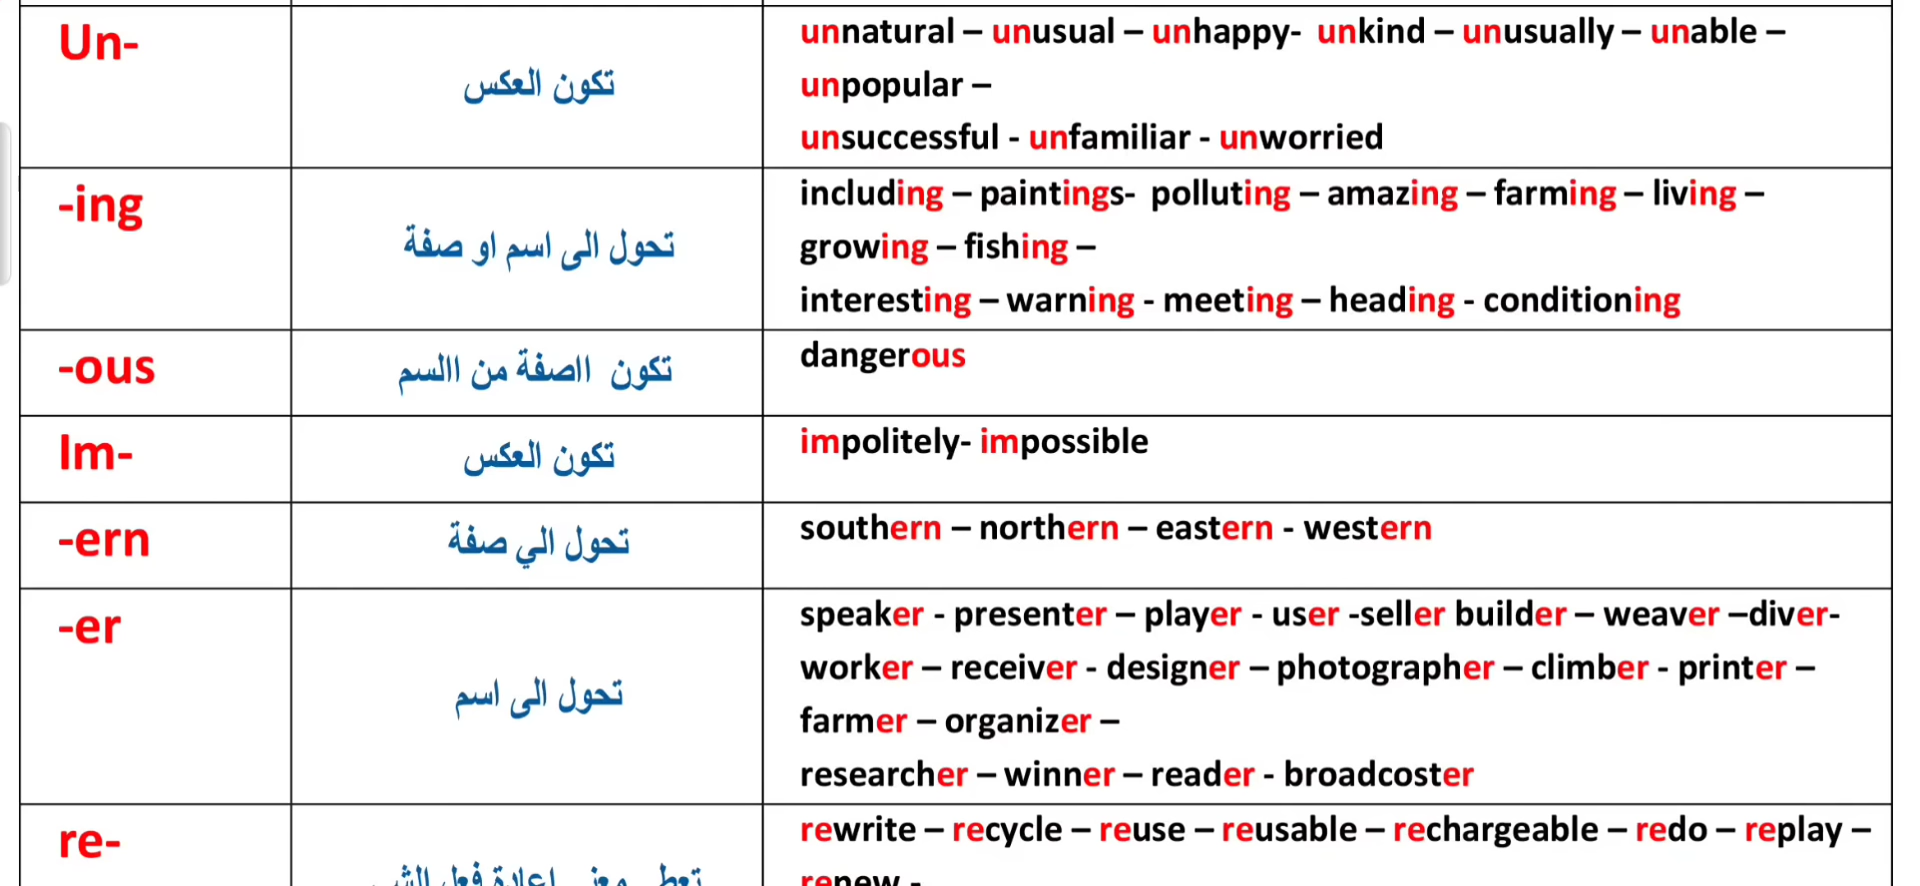 Un-
تكون العكس
unnatural – unusual – unhappy- unkind – unusually – unable –
unpopular –
unsuccessful - unfamiliar - unworried
-ing
تحول الى اسم او صفة
including – paintings- polluting – amazing – farming – living –
growing – fishing –
interesting – warning - meeting – heading - conditioning
-ous
تكون ااصفة من االسم
dangerous
Im-
تكون العكس
impolitely- impossible
-ern
تحول الي صفة
southern – northern – eastern - western
-er
تحول الى اسم
speaker - presenter – player - user -seller builder – weaver –diver-
worker – receiver - designer – photographer – climber - printer –
farmer – organizer –
researcher – winner – reader - broadcoster
re-
إعادة فعل
rewrite – recycle – reuse – reusable – rechargeable – redo – replay –
renew -